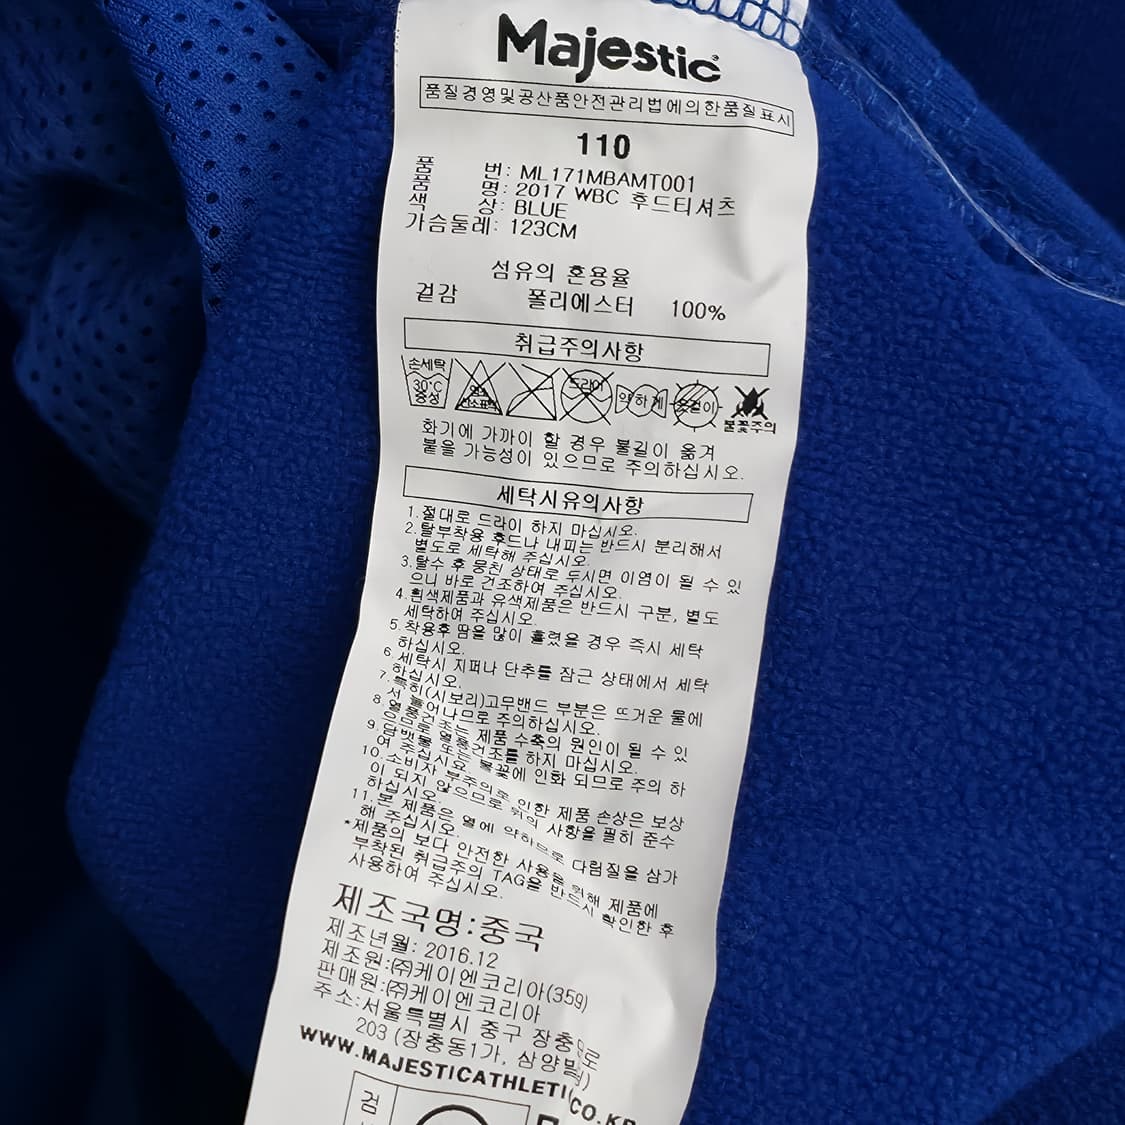 Majestic
품질경영및공산품안전관리법에의한품질표시
110
품 번: ML171MBAMT001
품 명: 2017 WBC 후드티셔츠
색 상: BLUE
가슴둘레: 123CM
섬유의 혼용율
겉감 폴리에스터 100%
취급주의사항
손세탁 30°C 중성 염소 산소표백 드라이 약하게 옷걸이 불꽃주의
화기에 가까이 할 경우 불길이 옮겨
붙을 가능성이 있으므로 주의하십시오.
세탁시유의사항
1.절대로 드라이 하지 마십시오.
2.탈부착용 후드나 내피는 반드시 분리해서
별도로 세탁해 주십시오.
3.탈수 후 뭉친 상태로 두시면 이염이 될 수 있
으니 바로 건조하여 주십시오.
4.흰색제품과 유색제품은 반드시 구분, 별도
세탁하여 주십시오.
5.착용후 땀을 많이 흘렸을 경우 즉시 세탁
하십시오.
6.세탁시 지퍼나 단추를 잠근 상태에서 세탁
하십시오.
7.특히(시보리)고무밴드 부분은 뜨거운 물에
서 늘어나므로 주의하십시오.
8.열풍건조는 제품 수축의 원인이 될 수 있
으므로 열풍건조를 하지 마십시오.
9.담뱃불 또는 불꽃에 인화 되므로 주의 하
여 주십시요.
10.소비자 부주의로 인한 제품 손상은 보상
이 되지 않으므로 위의 사항을 필히 준수
하십시오.
11.본 제품은 열에 약하므로 다림질을 삼가
해 주십시오.
*제품의 보다 안전한 사용을 위해 제품에
부착된 취급주의 TAG을 반드시 확인한 후
사용하여 주십시오.
제조국명:중국
제조년월: 2016.12
제조원:㈜케이엔코리아(359)
판매원:㈜케이엔코리아
주소:서울특별시 중구 장충단로
203 (장충동1가, 삼양빌딩)
WWW.MAJESTICATHLETI CO.KR
검